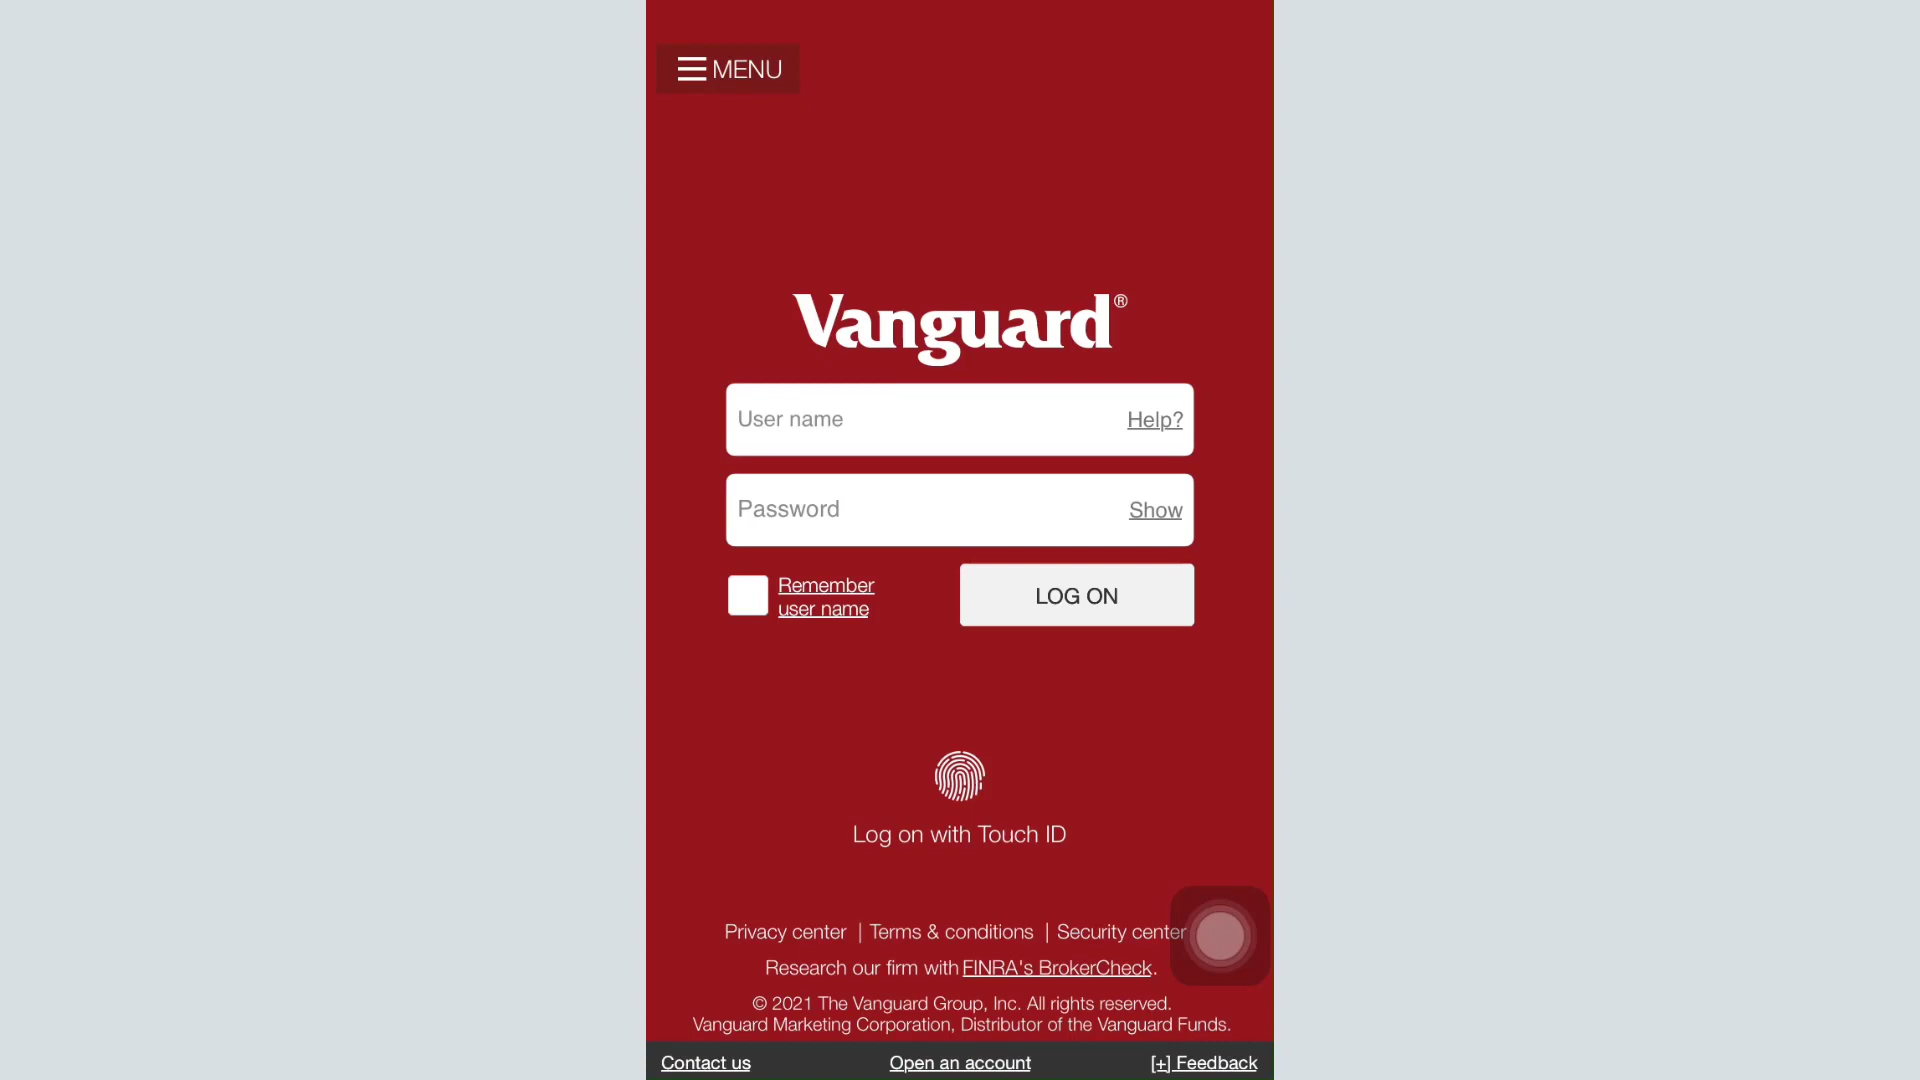 MENU
Vanguard®
User name Help?
Password Show
Remember
user name
LOG ON
Log on with Touch ID
Privacy center | Terms & conditions | Security center
Research our firm with FINRA's BrokerCheck.
© 2021 The Vanguard Group, Inc. All rights reserved.
Vanguard Marketing Corporation, Distributor of the Vanguard Funds.
Contact us Open an account [+] Feedback